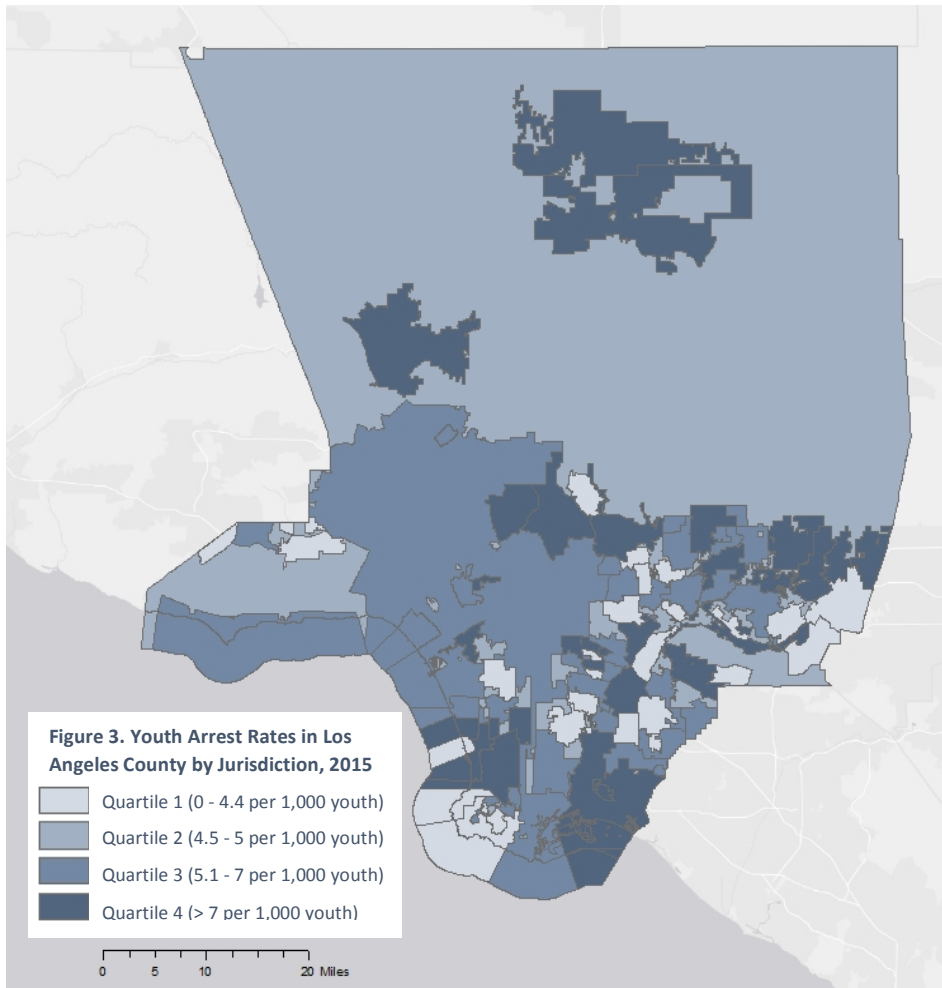 Figure 3. Youth Arrest Rates in Los
Angeles County by Jurisdiction, 2015
Quartile 1 (0 - 4.4 per 1,000 youth)
Quartile 2 (4.5 - 5 per 1,000 youth)
Quartile 3 (5.1 - 7 per 1,000 youth)
Quartile 4 (> 7 per 1,000 youth)
0 5 10 20 Miles